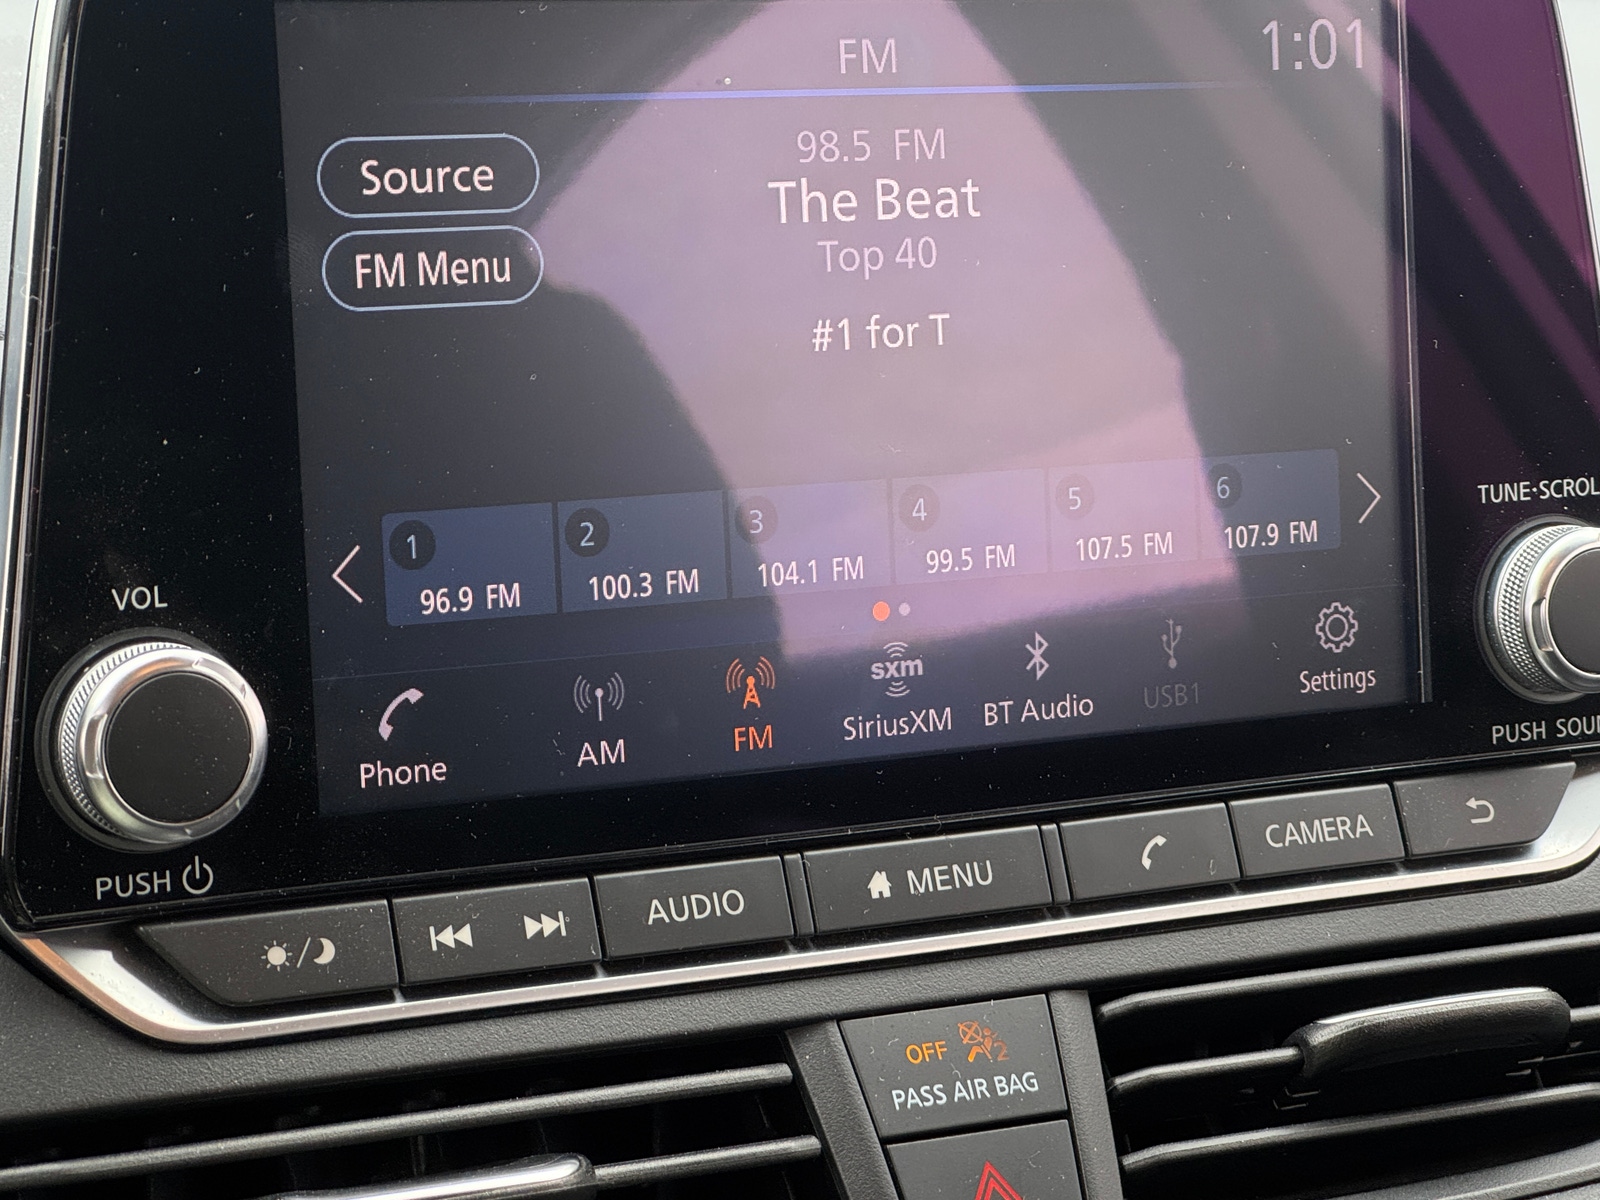 FM
1:01
Source
98.5 FM
The Beat
FM Menu
Top 40
#1 for T
1
96.9 FM
2
100.3 FM
3
104.1 FM
4
99.5 FM
5
107.5 FM
6
107.9 FM
TUNE·SCROL
VOL
Phone
AM
FM
sxm
SiriusXM
BT Audio
USB1
Settings
PUSH SOUN
PUSH
AUDIO
MENU
CAMERA
OFF
2
PASS AIR BAG